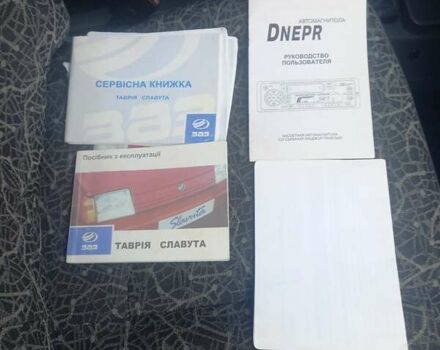 СЕРВІСНА КНИЖКА
ТАВРІЯ СЛАВУТА
ЗАЗ
ЗАЗ
АВТОМАГНИТОЛА
DNEPR
РУКОВОДСТВО
ПОЛЬЗОВАТЕЛЯ
Посібник з експлуатації
Slavuta
ЗАЗ
ТАВРІЯ СЛАВУТА